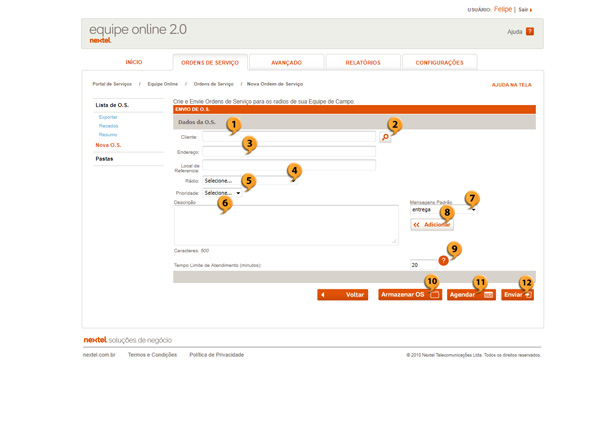 USUÁRIO: Felipe | Sair
equipe online 2.0
nextel
Ajuda ?
INÍCIO ORDENS DE SERVIÇO AVANÇADO RELATÓRIOS CONFIGURAÇÕES
Portal de Serviços / Equipe Online / Ordens de Serviço / Nova Ordem de Serviço AJUDA NA TELA
Lista de O.S.
Exportar
Recados
Resumo
Nova O.S.
Pastas
Crie e Envie Ordens de Serviço para os radios de sua Equipe de Campo.
ENVIO DE O.S.
Dados da O.S.
1
Cliente:
2
Endereço:
3
Local de
Referencia:
4
Rádio: Selecione...
5
Prioridade: Selecione...
Descrição
6
Mensagens Padrão
7
entrega
8
<< Adicionar
Caracteres: 500
9
Tempo Limite de Atendimento (minutos): 20 ?
10 11 12
Voltar Armazenar OS Agendar Enviar
nextel soluções de negócio
nextel.com.br Termos e Condições Política de Privacidade
© 2010 Nextel Telecomunicações Ltda. Todos os direitos reservados.